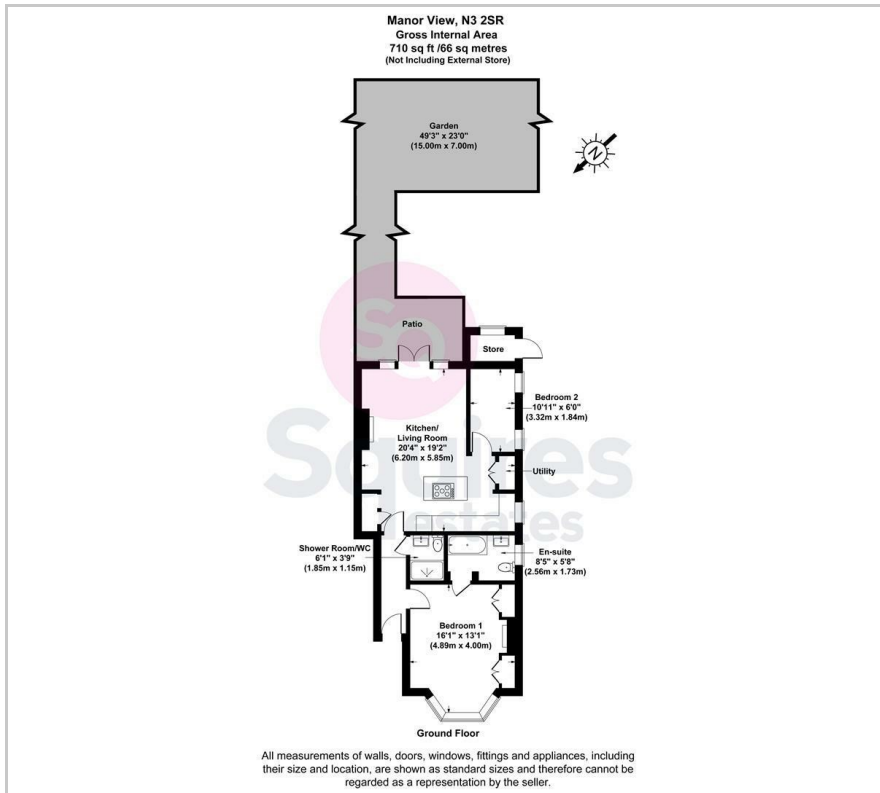 Manor View, N3 2SR
Gross Internal Area
710 sq ft /66 sq metres
(Not Including External Store)
Garden
49'3" x 23'0"
(15.00m x 7.00m)
N
Patio
Store
Bedroom 2
10'11" x 6'0"
(3.32m x 1.84m)
Kitchen/
Living Room
20'4" x 19'2"
(6.20m x 5.85m)
Utility
Squires
estates
Shower Room/WC
6'1" x 3'9"
(1.85m x 1.15m)
En-suite
8'5" x 5'8"
(2.56m x 1.73m)
Bedroom 1
16'1" x 13'1"
(4.89m x 4.00m)
Ground Floor
All measurements of walls, doors, windows, fittings and appliances, including
their size and location, are shown as standard sizes and therefore cannot be
regarded as a representation by the seller.